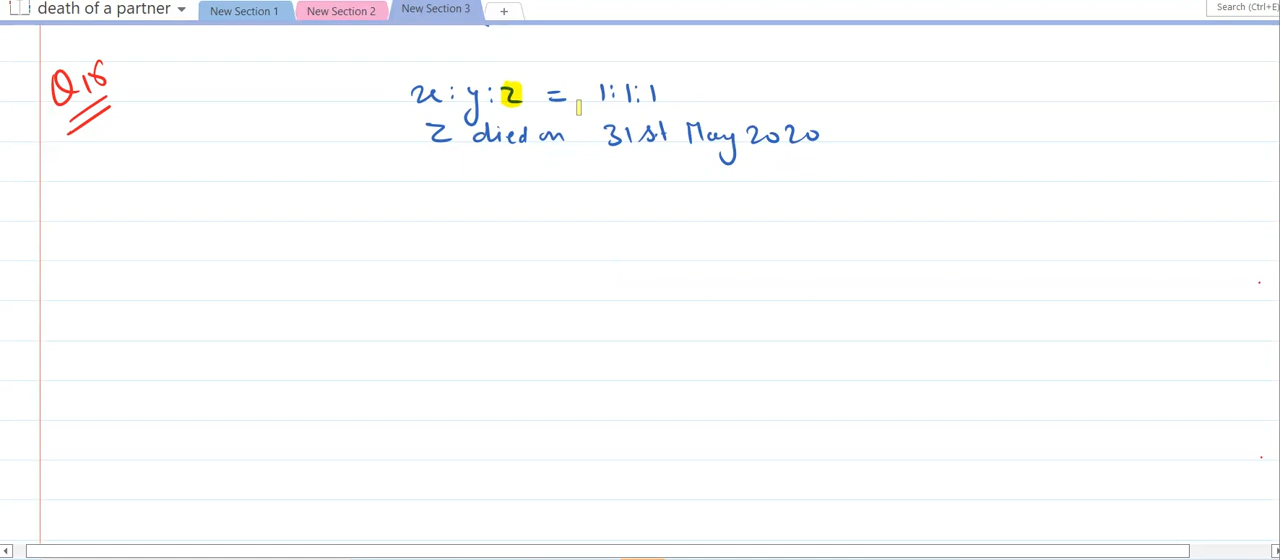 death of a partner
New Section 1
New Section 2
New Section 3
+
Search (Ctrl+E)
Q16
x : y : z = 1:1:1
Z died on 31st May 2020